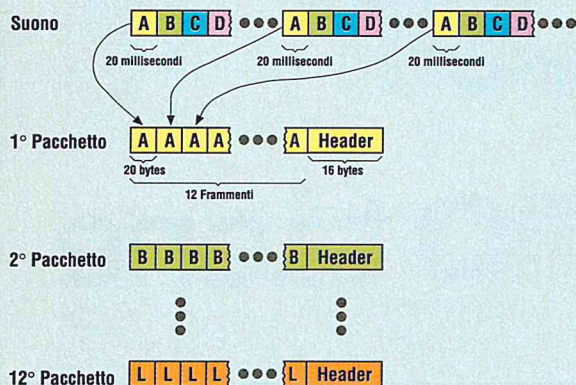 Suono A B C D A B C D A B C D
20 millisecondi 20 millisecondi 20 millisecondi
1° Pacchetto A A A A A Header
20 bytes 16 bytes
12 Frammenti
2° Pacchetto B B B B B Header
12° Pacchetto L L L L L Header